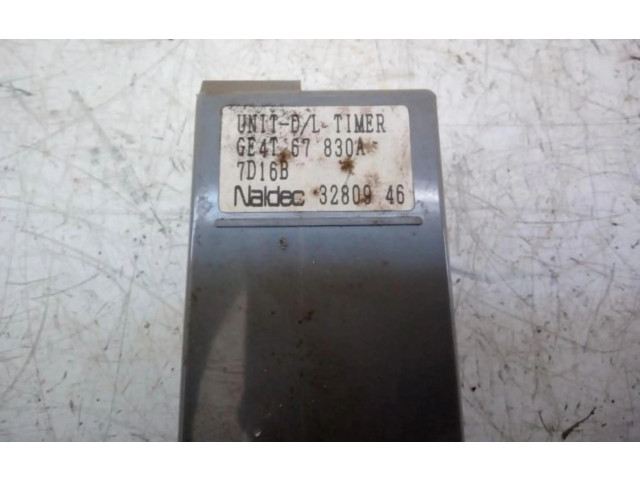 UNIT-D/L TIMER
GE4T 67 830A
7D16B
Naldec 32809 46